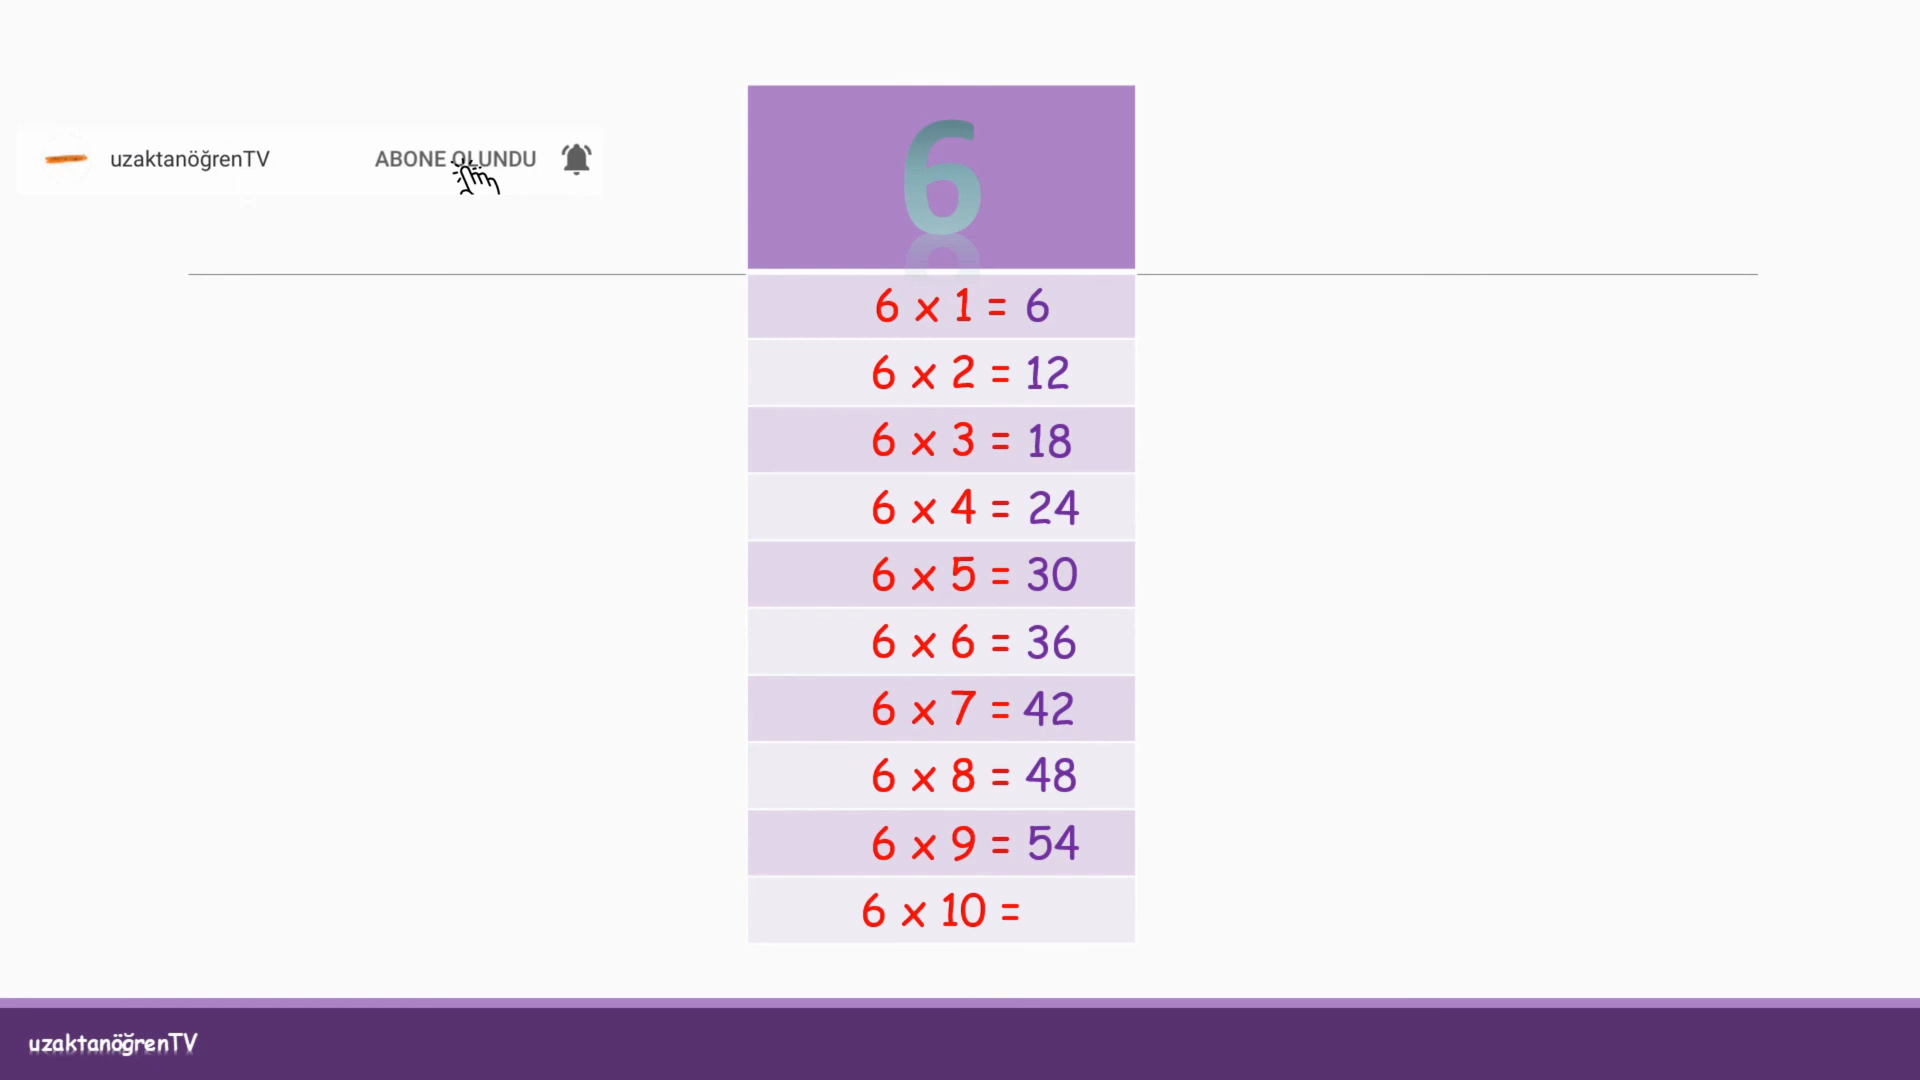 uzaktanöğrenTV
ABONE OLUNDU
6
6 x 1 = 6
6 x 2 = 12
6 x 3 = 18
6 x 4 = 24
6 x 5 = 30
6 x 6 = 36
6 x 7 = 42
6 x 8 = 48
6 x 9 = 54
6 x 10 =
uzaktanöğrenTV